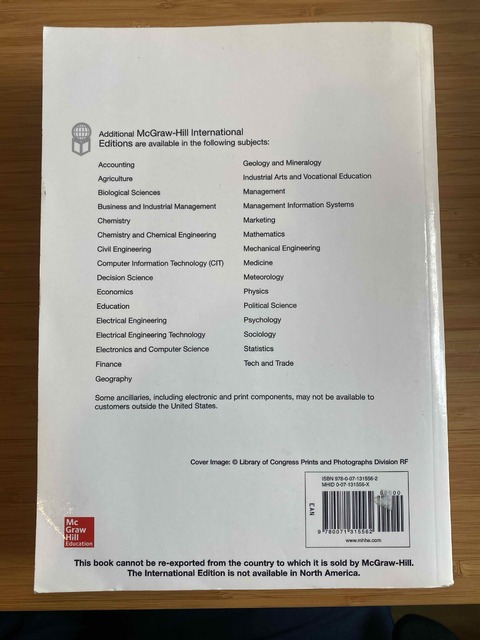 Additional McGraw-Hill International
Editions are available in the following subjects:
Accounting
Agriculture
Biological Sciences
Business and Industrial Management
Chemistry
Chemistry and Chemical Engineering
Civil Engineering
Computer Information Technology (CIT)
Decision Science
Economics
Education
Electrical Engineering
Electrical Engineering Technology
Electronics and Computer Science
Finance
Geography
Geology and Mineralogy
Industrial Arts and Vocational Education
Management
Management Information Systems
Marketing
Mathematics
Mechanical Engineering
Medicine
Meteorology
Physics
Political Science
Psychology
Sociology
Statistics
Tech and Trade
Some ancillaries, including electronic and print components, may not be available to
customers outside the United States.
Cover Image: © Library of Congress Prints and Photographs Division RF
ISBN 978-0-07-131556-2
MHID 0-07-131556-X
EAN
9 780071 315562
www.mhhe.com
Mc
Graw
Hill
Education
This book cannot be re-exported from the country to which it is sold by McGraw-Hill.
The International Edition is not available in North America.